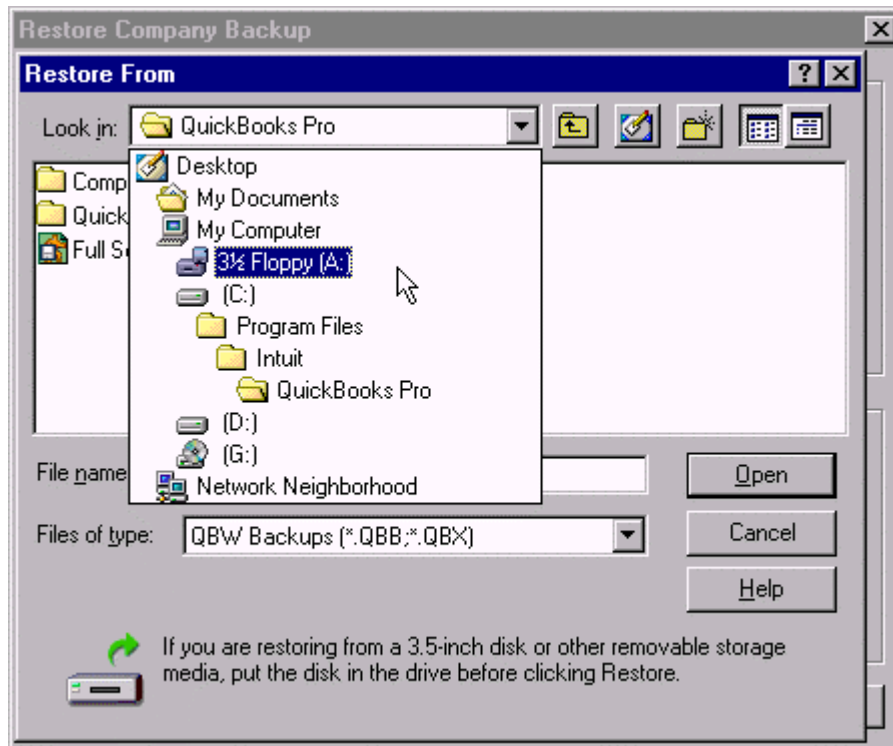 Restore Company Backup
Restore From
Look in: QuickBooks Pro
Desktop
Comp
My Documents
Quick
My Computer
Full S
3½ Floppy (A:)
(C:)
Program Files
Intuit
QuickBooks Pro
(D:)
(G:)
File name
Open
Network Neighborhood
Files of type: QBW Backups (*.QBB;*.QBX)
Cancel
Help
If you are restoring from a 3.5-inch disk or other removable storage
media, put the disk in the drive before clicking Restore.